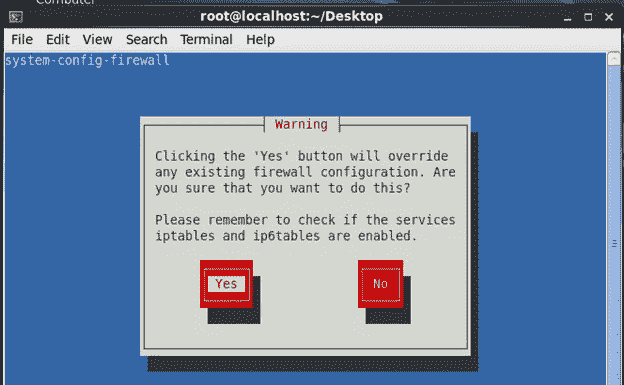 Computer
root@localhost:~/Desktop
File Edit View Search Terminal Help
system-config-firewall
Warning
Clicking the 'Yes' button will override
any existing firewall configuration. Are
you sure that you want to do this?
Please remember to check if the services
iptables and ip6tables are enabled.
Yes No